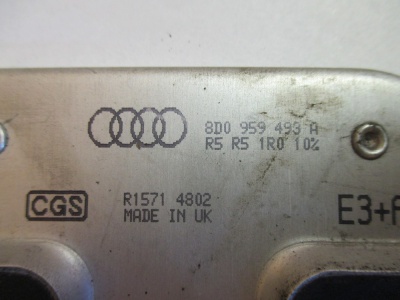 8D0 959 493 A
R5 R5 1R0 10%
CGS
R1571 4802
MADE IN UK
E3+